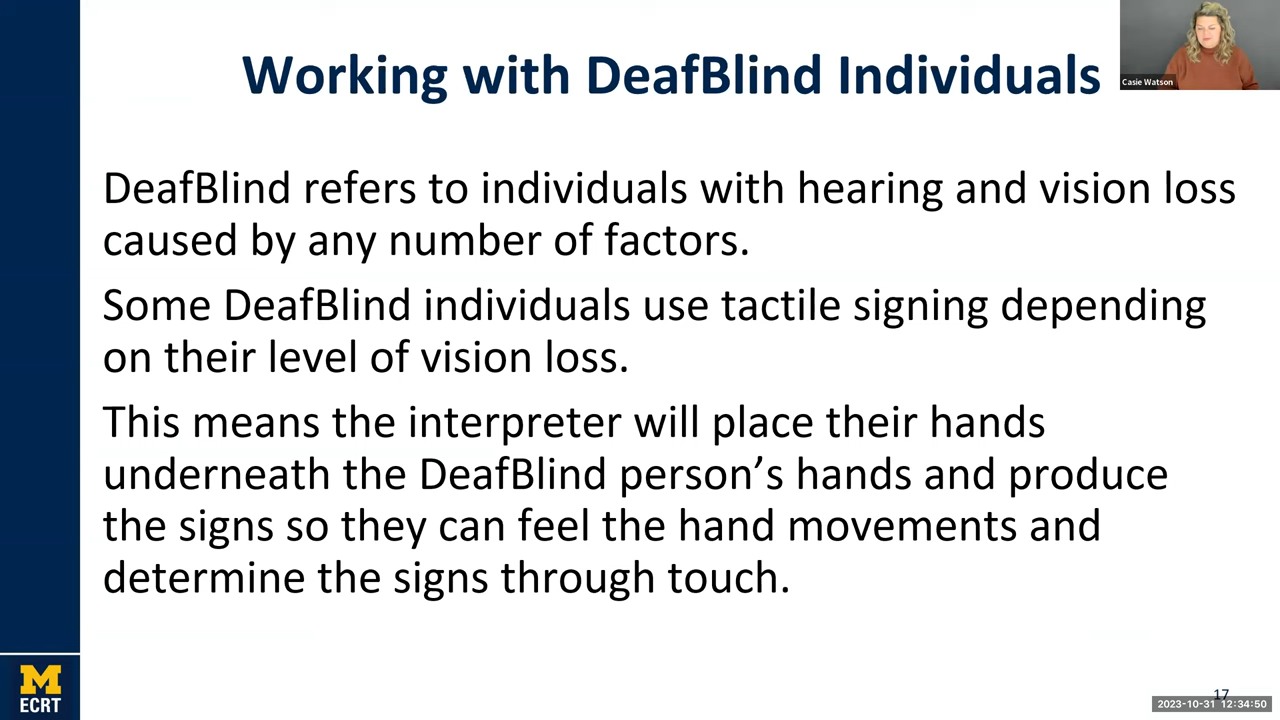 Working with DeafBlind Individuals
Casie Watson
DeafBlind refers to individuals with hearing and vision loss
caused by any number of factors.
Some DeafBlind individuals use tactile signing depending
on their level of vision loss.
This means the interpreter will place their hands
underneath the DeafBlind person’s hands and produce
the signs so they can feel the hand movements and
determine the signs through touch.
M
ECRT
17
2023-10-31 12:34:50